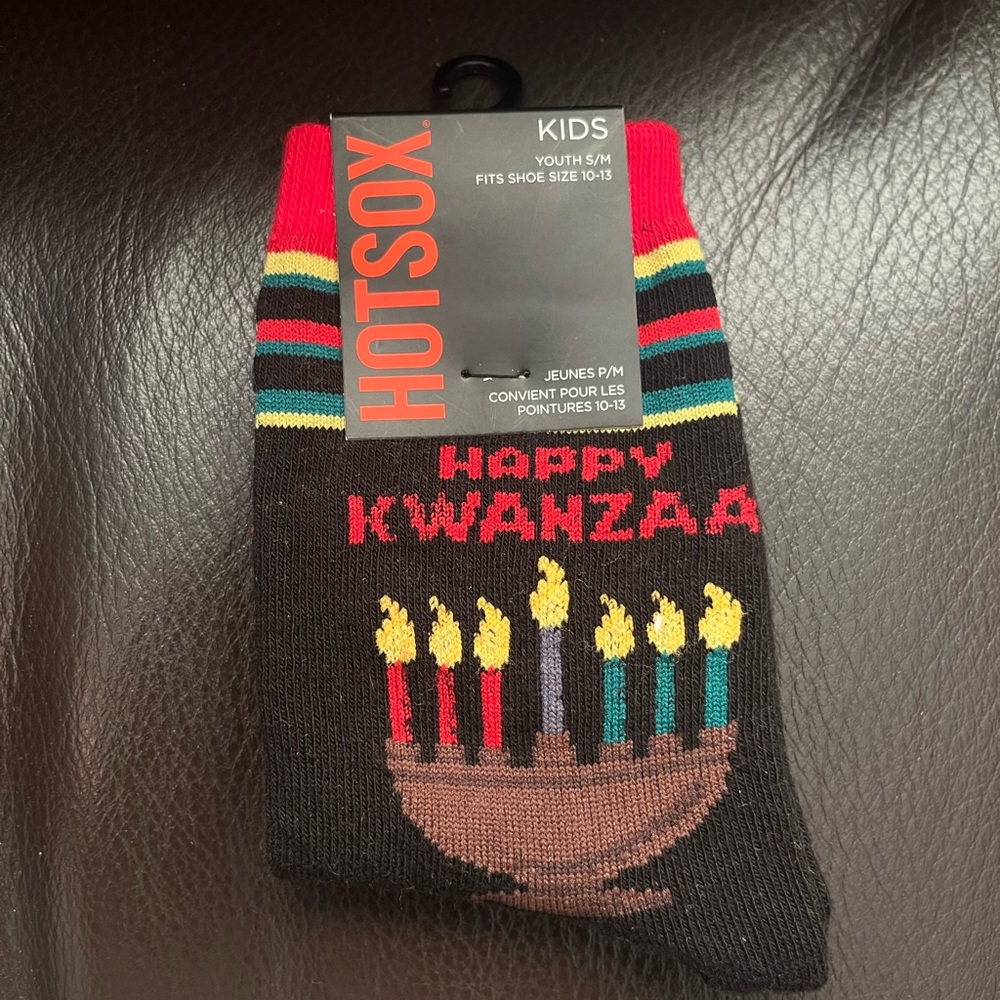 HOTSOX®
KIDS
YOUTH S/M
FITS SHOE SIZE 10-13
JEUNES P/M
CONVIENT POUR LES
POINTURES 10-13
HAPPY
KWANZAA